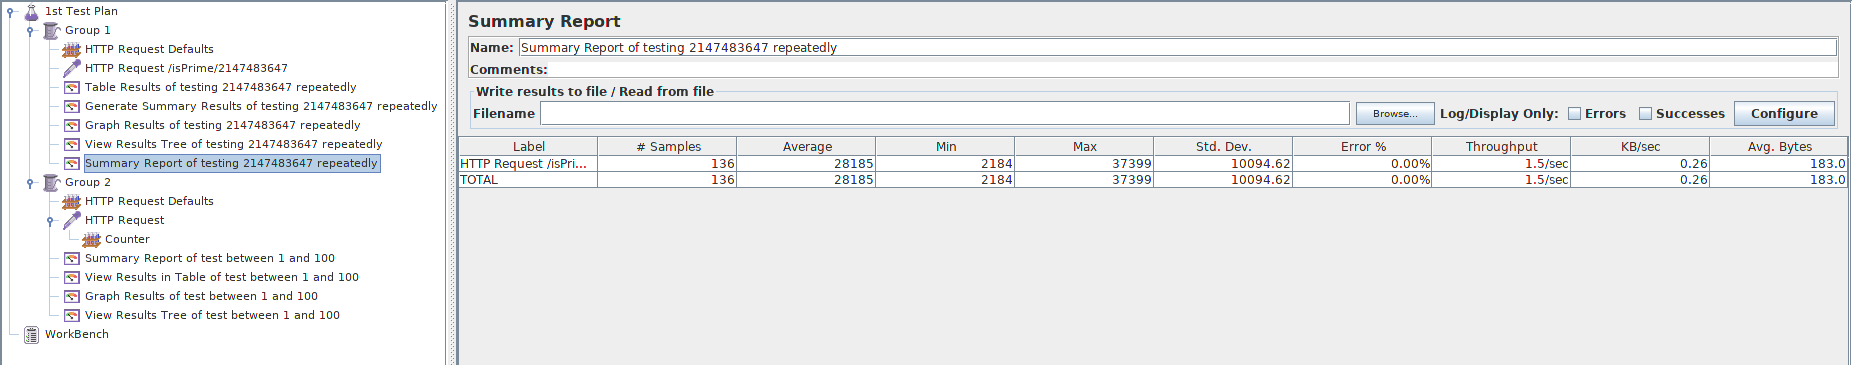 1st Test Plan
Group 1
HTTP Request Defaults
HTTP Request /isPrime/2147483647
Table Results of testing 2147483647 repeatedly
Generate Summary Results of testing 2147483647 repeatedly
Graph Results of testing 2147483647 repeatedly
View Results Tree of testing 2147483647 repeatedly
Summary Report of testing 2147483647 repeatedly
Group 2
HTTP Request Defaults
HTTP Request
Counter
Summary Report of test between 1 and 100
View Results in Table of test between 1 and 100
Graph Results of test between 1 and 100
View Results Tree of test between 1 and 100
WorkBench
Summary Report
Name: Summary Report of testing 2147483647 repeatedly
Comments:
Write results to file / Read from file
Filename Browse... Log/Display Only: Errors Successes Configure
Label # Samples Average Min Max Std. Dev. Error % Throughput KB/sec Avg. Bytes
HTTP Request /isPri... 136 28185 2184 37399 10094.62 0.00% 1.5/sec 0.26 183.0
TOTAL 136 28185 2184 37399 10094.62 0.00% 1.5/sec 0.26 183.0